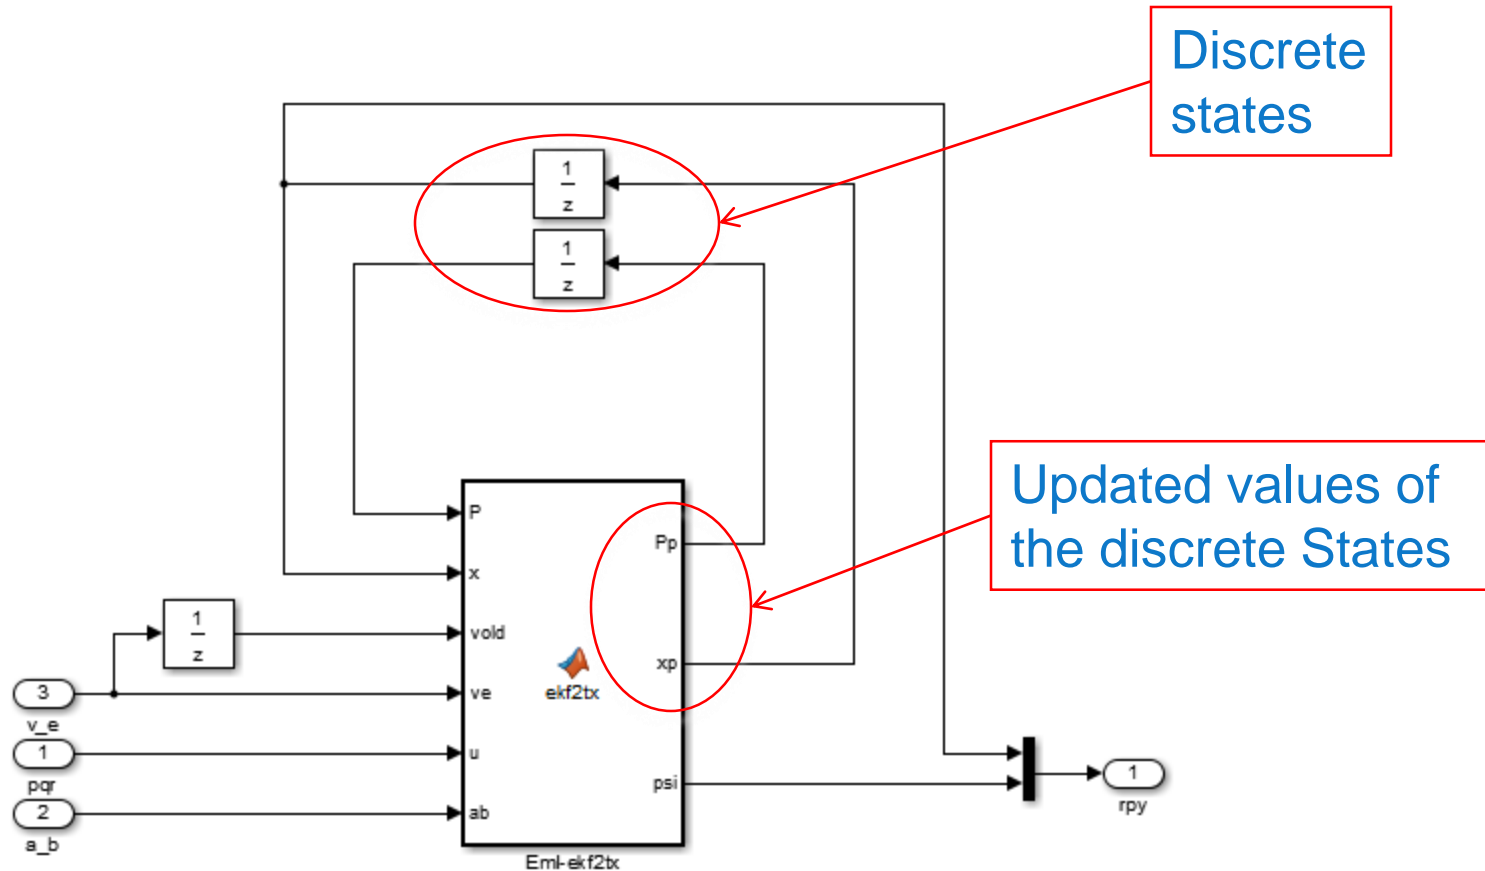 Discrete
states
1
z
1
z
Updated values of
the discrete States
P
Pp
x
1
z
vold
xp
3
ve
ekf2tx
v_e
1
u
pqr
psi
1
rpy
2
ab
a_b
Eml-ekf2tx